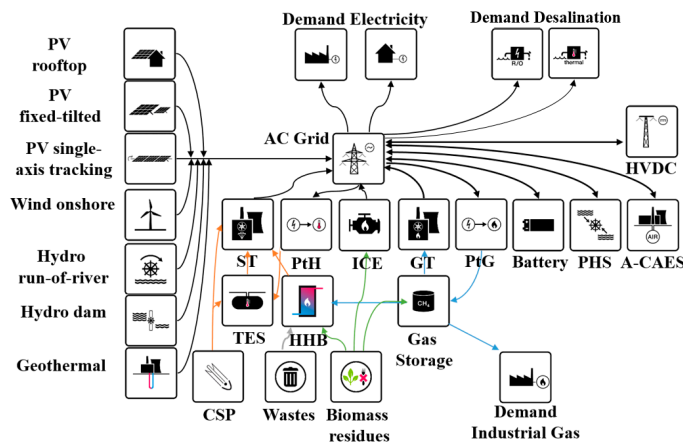 Demand Electricity
Demand Desalination
PV
rooftop
R/O
thermal
PV
fixed-tilted
AC Grid
PV single-
axis tracking
HVDC
Wind onshore
ST
PtH
ICE
GT
PtG
Battery
PHS
A-CAES
AIR
Hydro
run-of-river
Hydro dam
CH4
TES
HHB
Gas
Storage
Geothermal
CSP
Wastes
Biomass
residues
Demand
Industrial Gas